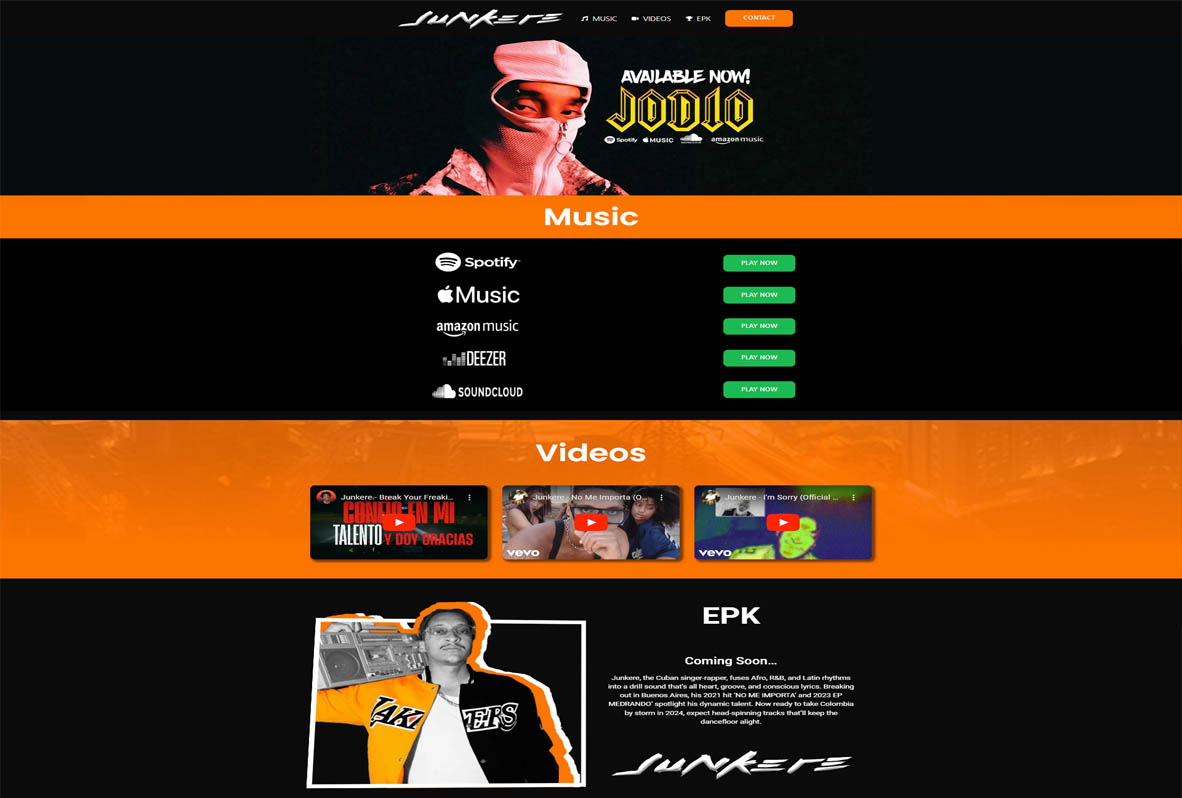 JUNKERE
MUSIC
VIDEOS
EPK
CONTACT
AVAILABLE NOW!
JODIO
Spotify
MUSIC
amazon music
Music
Spotify
PLAY NOW
Music
PLAY NOW
amazon music
PLAY NOW
DEEZER
PLAY NOW
SOUNDCLOUD
PLAY NOW
Videos
Junkere.- Break Your Freaki...
CONFIO EN MI
TALENTO Y DOY GRACIAS
Junkere - No Me Importa (O...
vevo
Junkere - I'm Sorry (Official ...
vevo
EPK
Coming Soon...
Junkere, the Cuban singer-rapper, fuses Afro, R&B, and Latin rhythms
into a drill sound that's all heart, groove, and conscious lyrics. Breaking
out in Buenos Aires, his 2021 hit 'NO ME IMPORTA' and 2023 EP
MEDRANDO' spotlight his dynamic talent. Now ready to take Colombia
by storm in 2024, expect head-spinning tracks that'll keep the
dancefloor alight.
JUNKERE